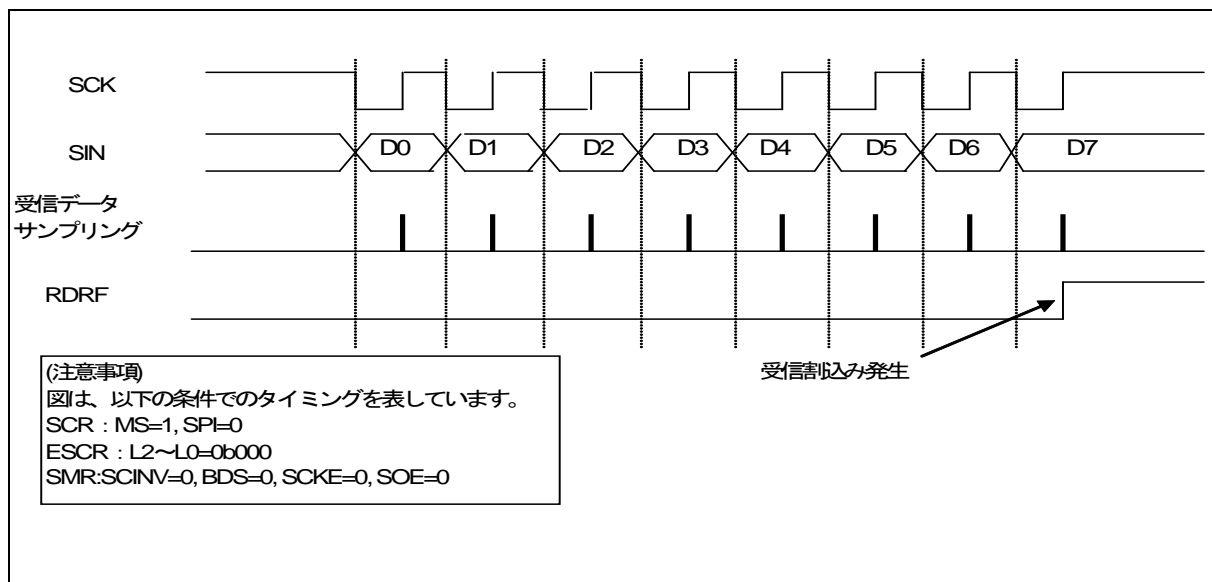 SCK
SIN
D0 D1 D2 D3 D4 D5 D6 D7
受信データ
サンプリング
RDRF
受信割込み発生
(注意事項)
図は、以下の条件でのタイミングを表しています。
SCR：MS=1, SPI=0
ESCR：L2～L0=0b000
SMR:SCINV=0, BDS=0, SCKE=0, SOE=0